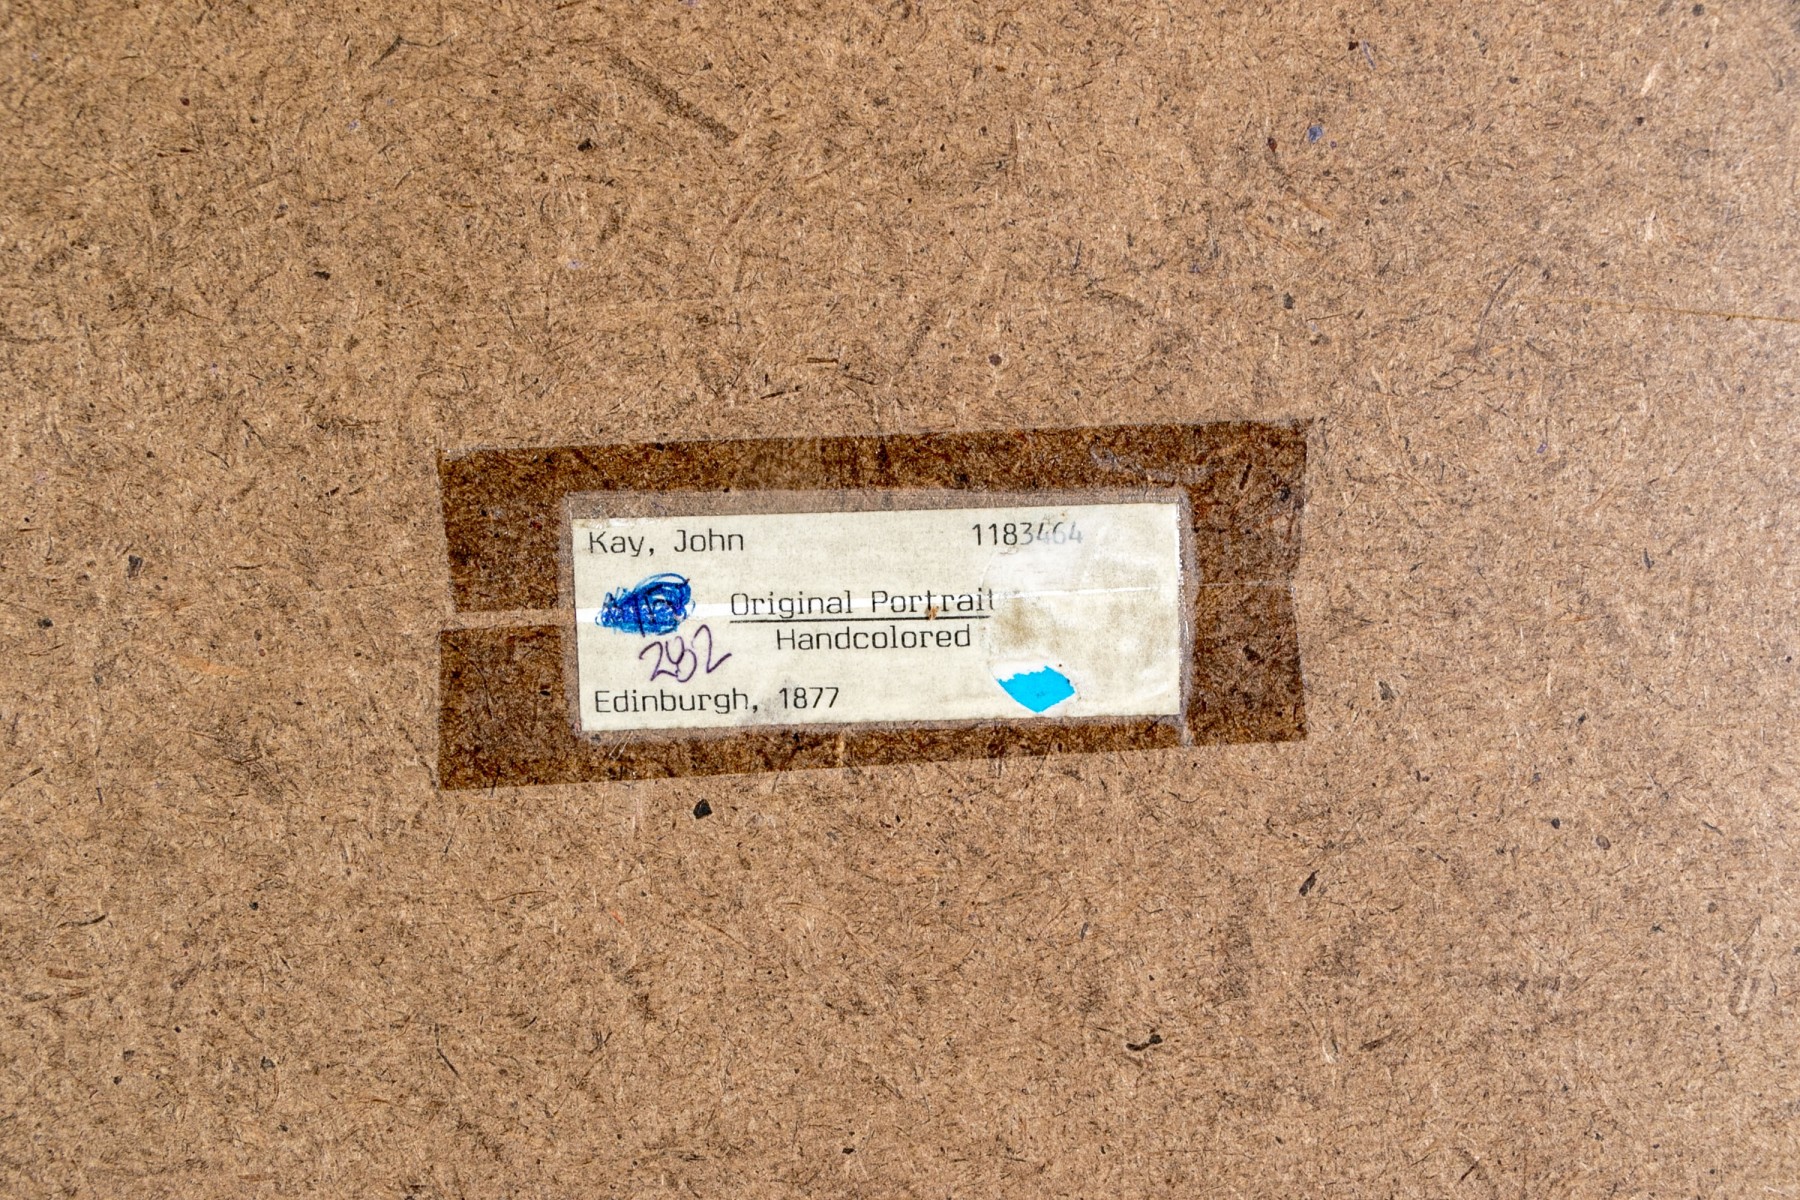 Kay, John 1183464
Original Portrait
Handcolored
282
Edinburgh, 1877